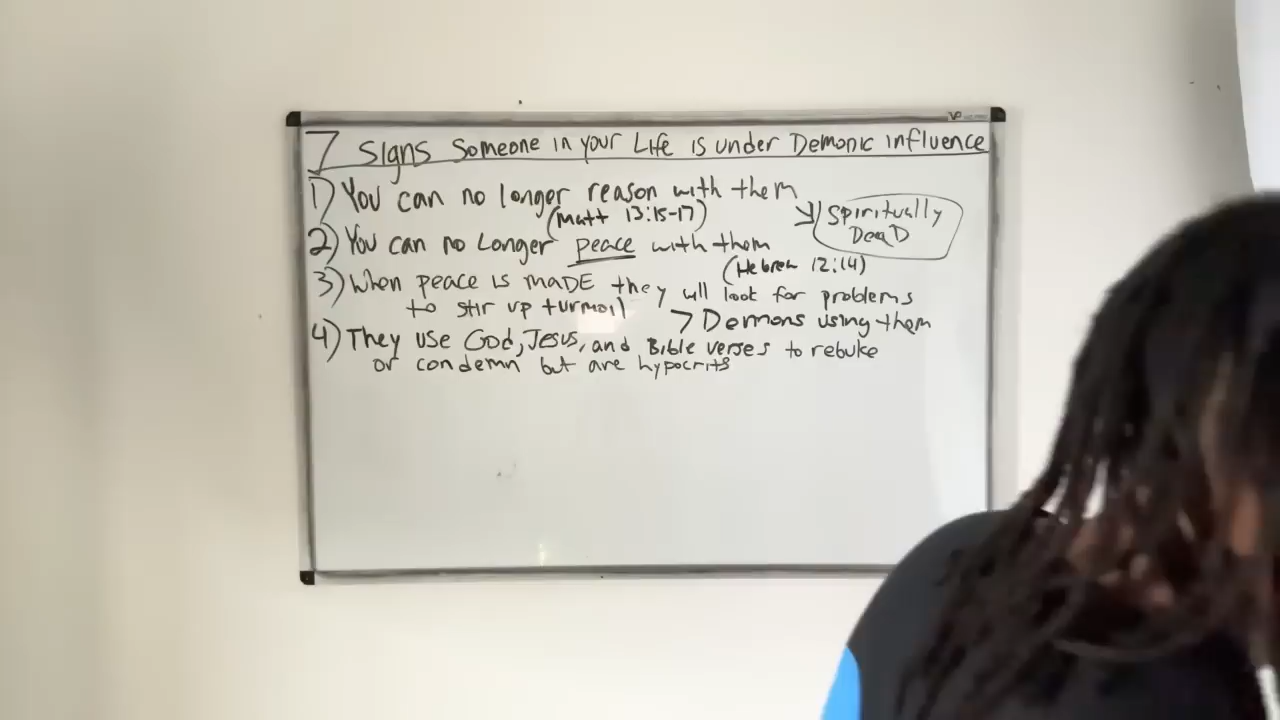 7 Signs Someone in your Life is under Demonic influence
1) You can no longer reason with them
(Matt 13:15-17)
Spiritually
DeaD
2) You can no Longer peace with them
(Hebrew 12:14)
3) When peace is maDE they will look for problems
to stir up turmoil
> Demons using them
4) They use God, Jesus, and Bible verses to rebuke
or condemn but are hypocrits